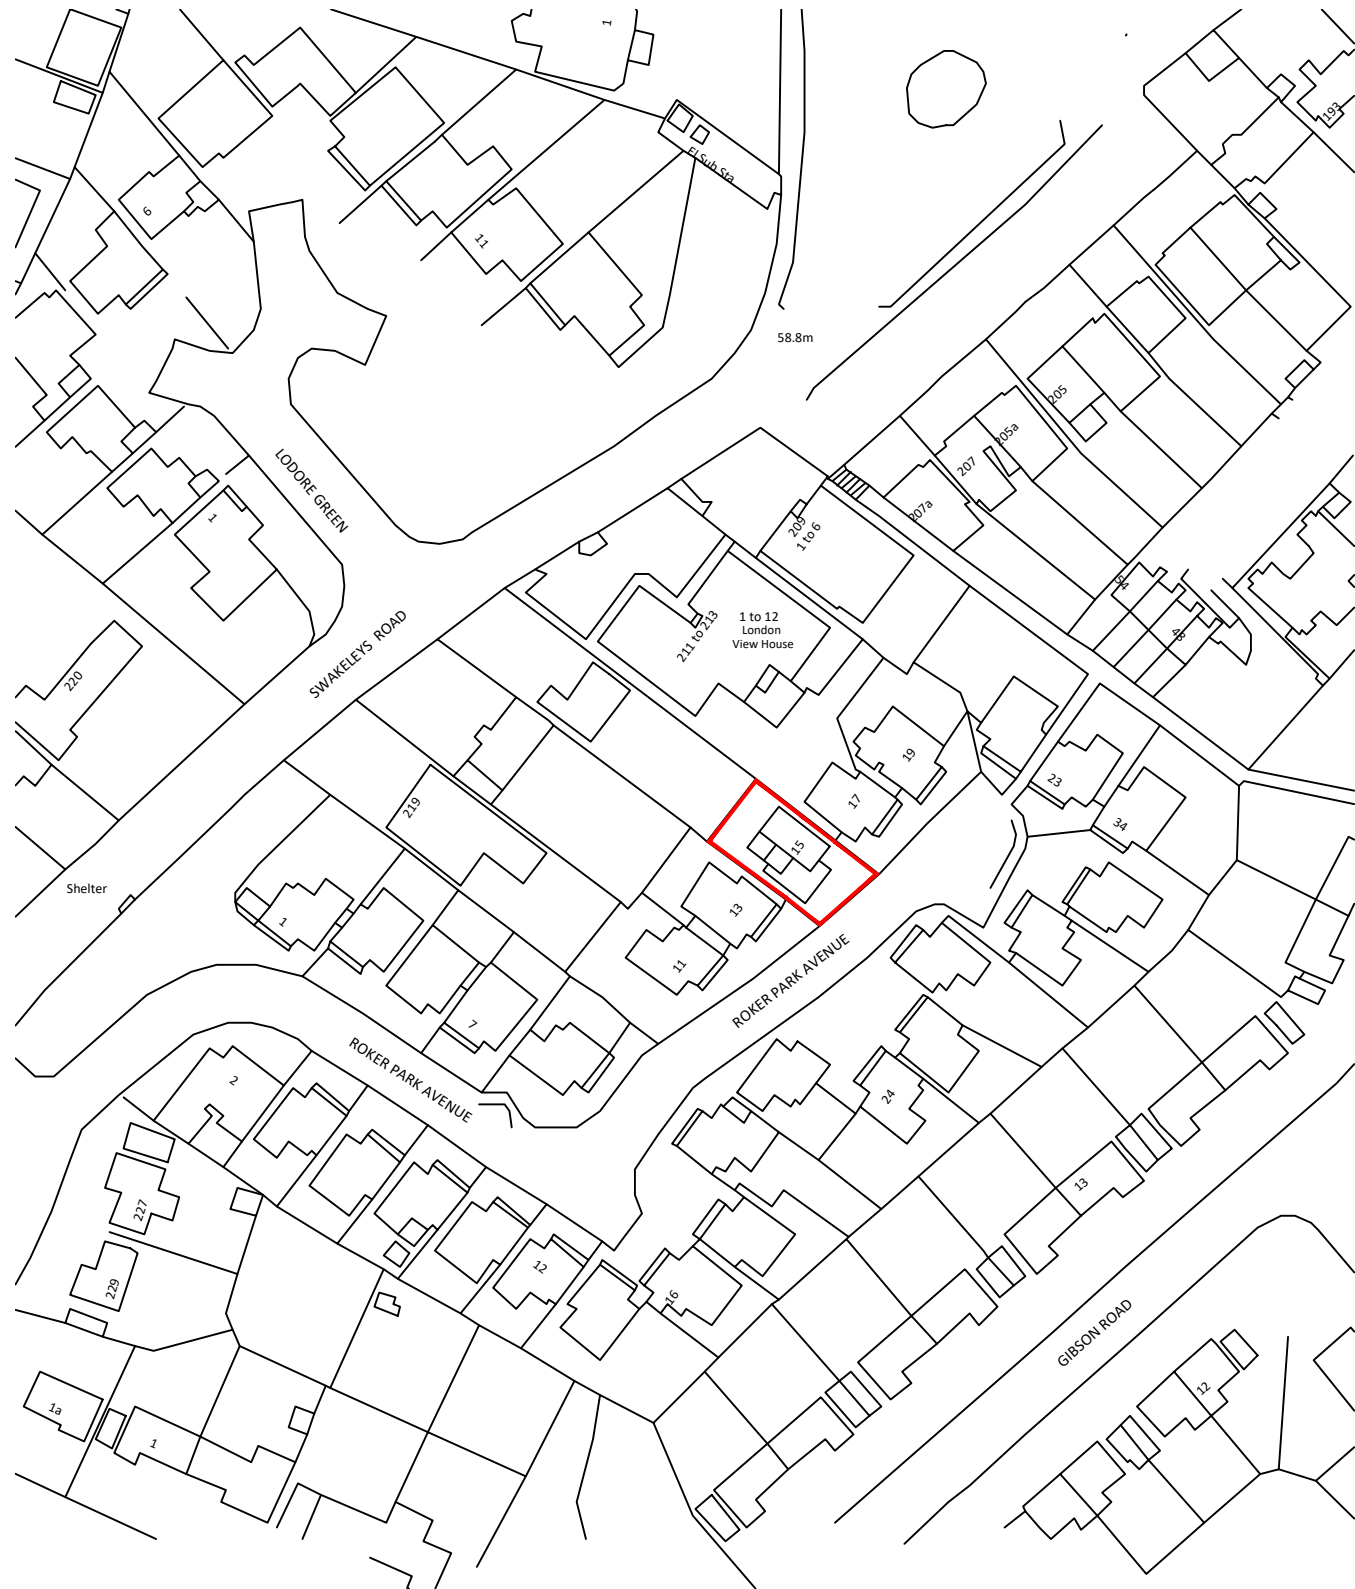 1
193
El Sub Sta
6
11
58.8m
205
205a
207
LODORE GREEN
207a
1
209
1 to 6
54
48
1 to 12
London
View House
211 to 213
SWAKELEYS ROAD
220
19
17
23
219
34
15
Shelter
13
1
11
ROKER PARK AVENUE
7
ROKER PARK AVENUE
2
24
13
227
12
229
16
GIBSON ROAD
12
1a
1